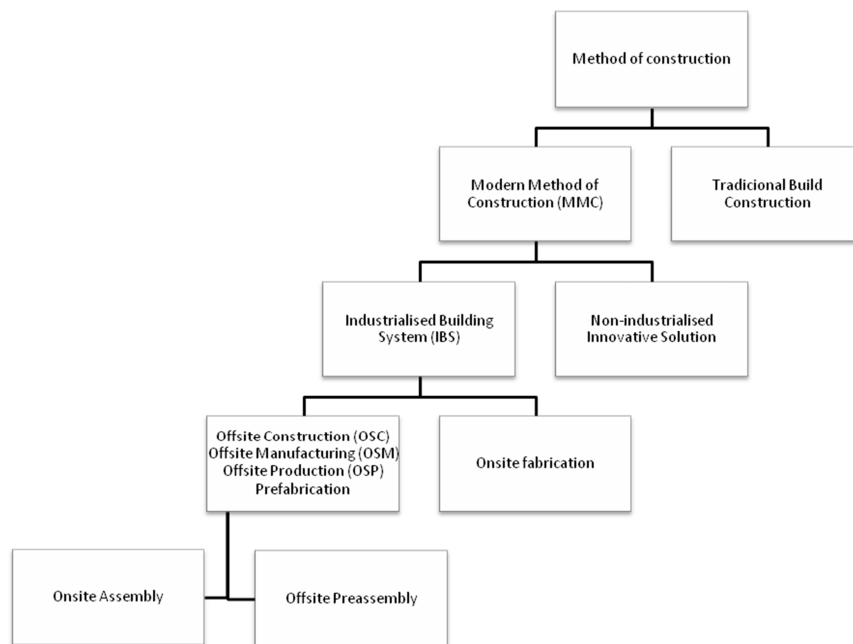 Method of construction
Modern Method of
Construction (MMC)
Tradicional Build
Construction
Industrialised Building
System (IBS)
Non-industrialised
Innovative Solution
Offsite Construction (OSC)
Offsite Manufacturing (OSM)
Offsite Production (OSP)
Prefabrication
Onsite fabrication
Onsite Assembly
Offsite Preassembly